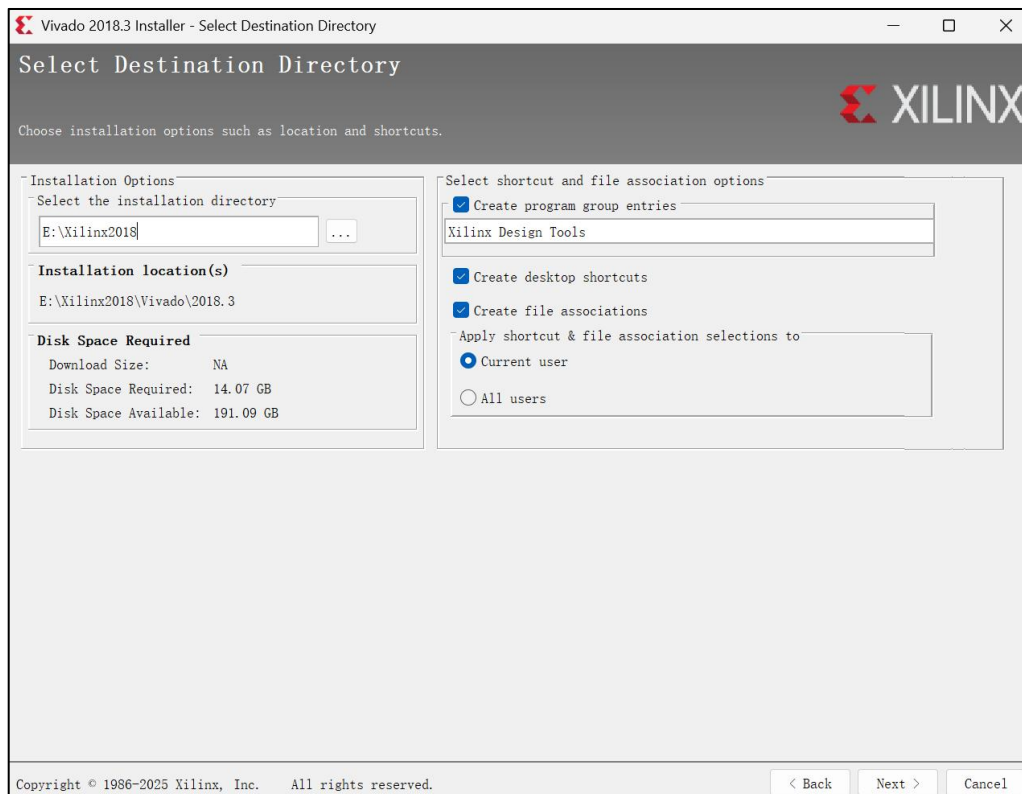 Vivado 2018.3 Installer - Select Destination Directory
Select Destination Directory
XILINX
Choose installation options such as location and shortcuts.
Installation Options
Select the installation directory
E:\Xilinx2018
...
Installation location(s)
E:\Xilinx2018\Vivado\2018.3
Disk Space Required
Download Size: NA
Disk Space Required: 14.07 GB
Disk Space Available: 191.09 GB
Select shortcut and file association options
Create program group entries
Xilinx Design Tools
Create desktop shortcuts
Create file associations
Apply shortcut & file association selections to
Current user
All users
Copyright © 1986-2025 Xilinx, Inc. All rights reserved.
< Back
Next >
Cancel